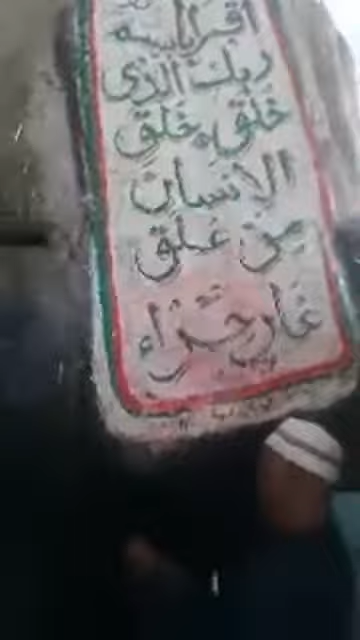 اقرأ باسم
ربك الذي
خلق خلق
الإنسان
من علق
غار حراء